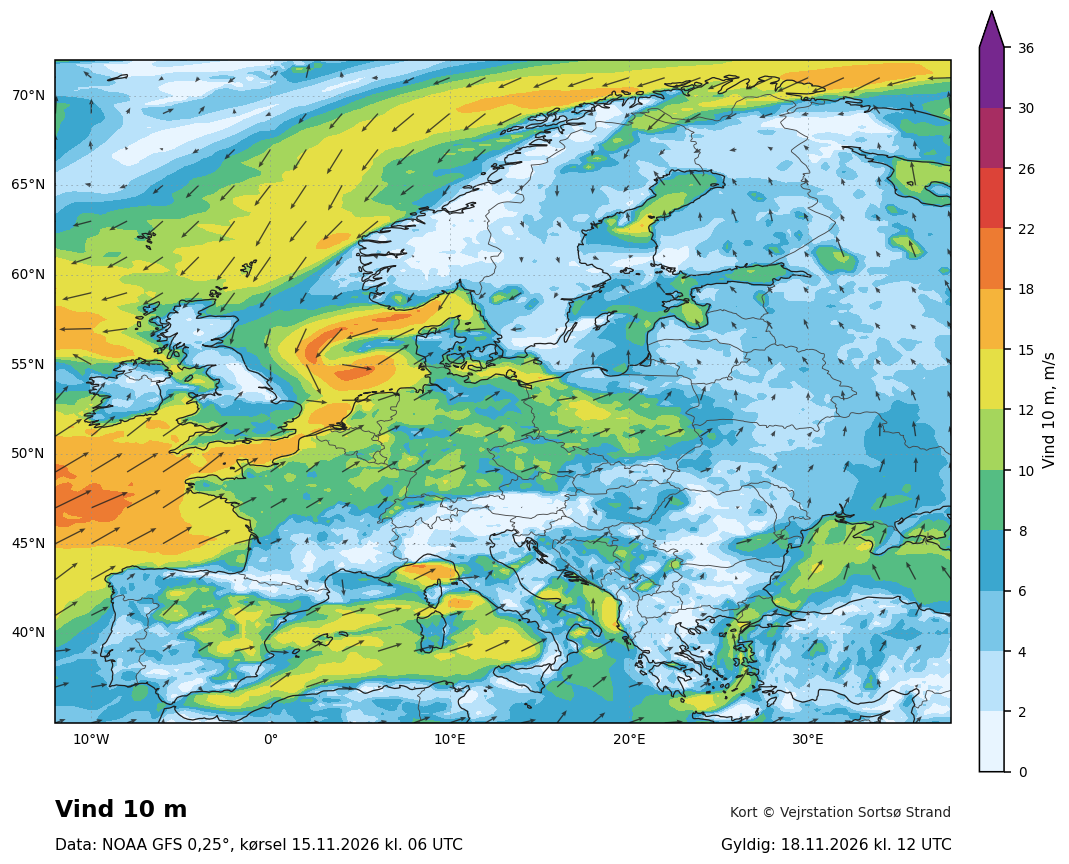 70°N
65°N
60°N
55°N
50°N
45°N
40°N
10°W
0°
10°E
20°E
30°E
36
30
26
22
18
15
12
10
8
6
4
2
0
Vind 10 m, m/s
Vind 10 m
Kort © Vejrstation Sortsø Strand
Data: NOAA GFS 0,25°, kørsel 15.11.2026 kl. 06 UTC
Gyldig: 18.11.2026 kl. 12 UTC